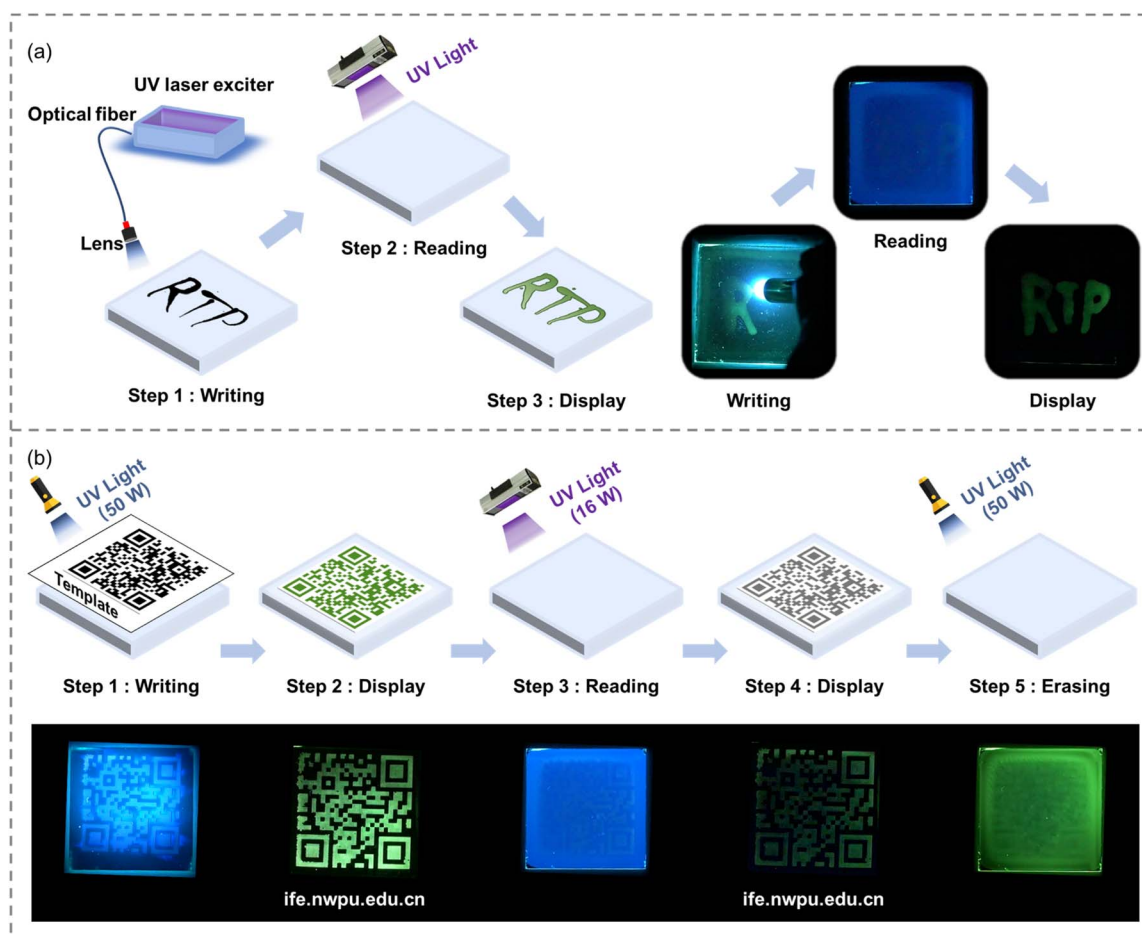 (a)
UV laser exciter
Optical fiber
Lens
RTP
Step 1 : Writing
UV Light
Step 2 : Reading
RTP
Step 3 : Display
R
Writing
Reading
RTP
Display
(b)
UV Light
(50 W)
Template
Step 1 : Writing
Step 2 : Display
UV Light
(16 W)
Step 3 : Reading
Step 4 : Display
UV Light
(50 W)
Step 5 : Erasing
ife.nwpu.edu.cn
ife.nwpu.edu.cn